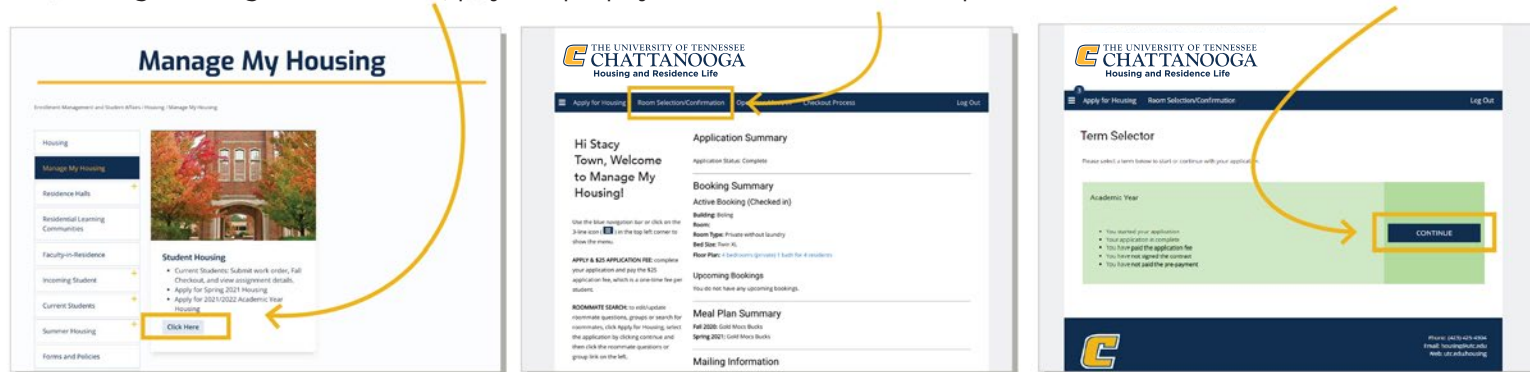 Manage My Housing
Enrollment Management and Student Affairs / Housing / Manage My Housing
Housing
Manage My Housing
Residence Halls
Residential Learning
Communities
Faculty-in-Residence
Incoming Student
Current Students
Summer Housing
Forms and Policies
Student Housing
Current Students: Submit work order, Fall
Checkout, and view assignment details.
Apply for Spring 2021 Housing
Apply for 2021/2022 Academic Year
Housing
Click Here
THE UNIVERSITY OF TENNESSEE
CHATTANOOGA
Housing and Residence Life
Apply for Housing Room Selection/Confirmation Checkout Process Log Out
Hi Stacy
Town, Welcome
to Manage My
Housing!
Use the blue navigation bar or click on the
3-line icon ( ) in the top left corner to
show the menu.
APPLY & $25 APPLICATION FEE: complete
your application and pay the $25
application fee, which is a one-time fee per
student.
ROOMMATE SEARCH: to edit/update
roommate questions, groups or search for
roommates, click Apply for Housing, select
the application by clicking continue and
then click the roommate questions or
group link on the left.
Application Summary
Application Status: Complete
Booking Summary
Active Booking (Checked in)
Building: Boling
Room:
Room Type: Private without laundry
Bed Size: Twin XL
Floor Plan: 4 bedrooms (private) 1 bath for 4 residents
Upcoming Bookings
You do not have any upcoming bookings.
Meal Plan Summary
Fall 2020: Gold Mocs Bucks
Spring 2021: Gold Mocs Bucks
Mailing Information
THE UNIVERSITY OF TENNESSEE
CHATTANOOGA
Housing and Residence Life
3
Apply for Housing Room Selection/Confirmation Log Out
Term Selector
Please select a term below to start or continue with your application.
Academic Year
You started your application
Your application is complete
You have paid the application fee
You have not signed the contract
You have not paid the pre-payment
CONTINUE
Phone: (423) 425-4304
Email: housing@utc.edu
Web: utc.edu/housing